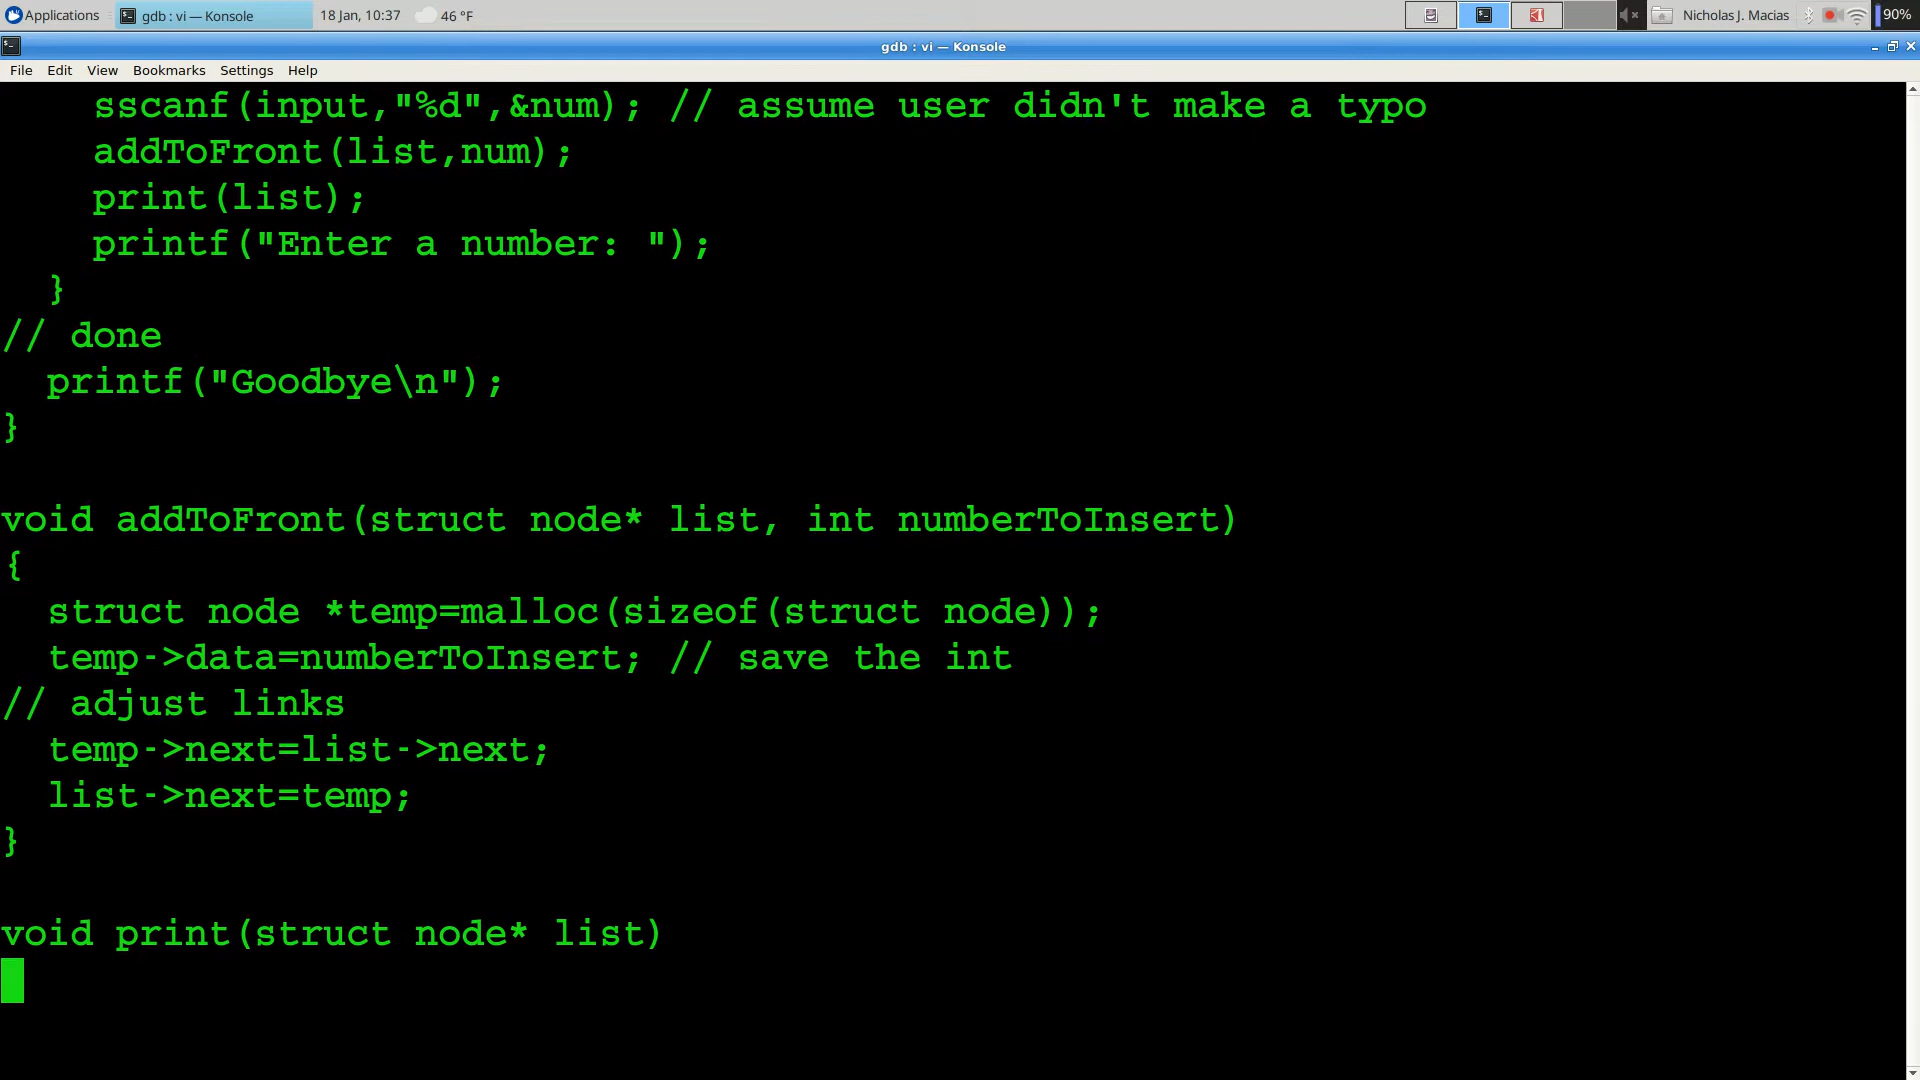 Applications gdb : vi — Konsole 18 Jan, 10:37 46 °F Nicholas J. Macias 90%
gdb : vi — Konsole
File Edit View Bookmarks Settings Help
    sscanf(input,"%d",&num); // assume user didn't make a typo
    addToFront(list,num);
    print(list);
    printf("Enter a number: ");
  }
// done
  printf("Goodbye\n");
}

void addToFront(struct node* list, int numberToInsert)
{
  struct node *temp=malloc(sizeof(struct node));
  temp->data=numberToInsert; // save the int
// adjust links
  temp->next=list->next;
  list->next=temp;
}

void print(struct node* list)